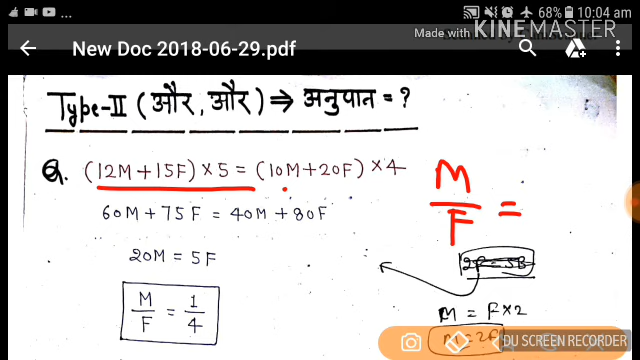 ... 68% 10:04 am
Made with KINEMASTER
New Doc 2018-06-29.pdf
Type-II (और, और) ⇒ अनुपात = ?
Q. (12M+15F) × 5 = (10M+20F) × 4
M/F =
60M + 75F = 40M + 80F
20M = 5F
M/F = 1/4
M = F×2
DU SCREEN RECORDER